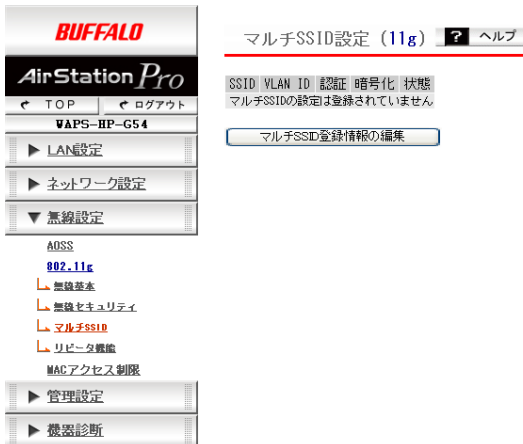 BUFFALO
AirStation Pro
TOP ログアウト
WAPS-HP-G54
▶ LAN設定
▶ ネットワーク設定
▼ 無線設定
AOSS
802.11g
無線基本
無線セキュリティ
マルチSSID
リピータ機能
MACアクセス制限
▶ 管理設定
▶ 機器診断
マルチSSID設定 (11g) ? ヘルプ
SSID VLAN ID 認証 暗号化 状態
マルチSSIDの設定は登録されていません
マルチSSID登録情報の編集